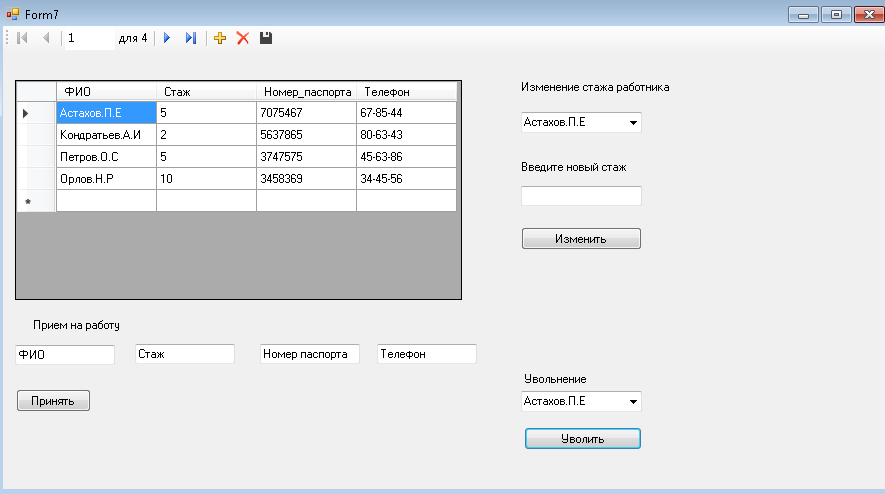 Form7
1 для 4
ФИО Стаж Номер_паспорта Телефон
Астахов.П.Е 5 7075467 67-85-44
Кондратьев.А.И 2 5637865 80-63-43
Петров.О.С 5 3747575 45-63-86
Орлов.Н.Р 10 3458369 34-45-56
Изменение стажа работника
Астахов.П.Е
Введите новый стаж
Изменить
Прием на работу
ФИО Стаж Номер паспорта Телефон
Принять
Увольнение
Астахов.П.Е
Уволить